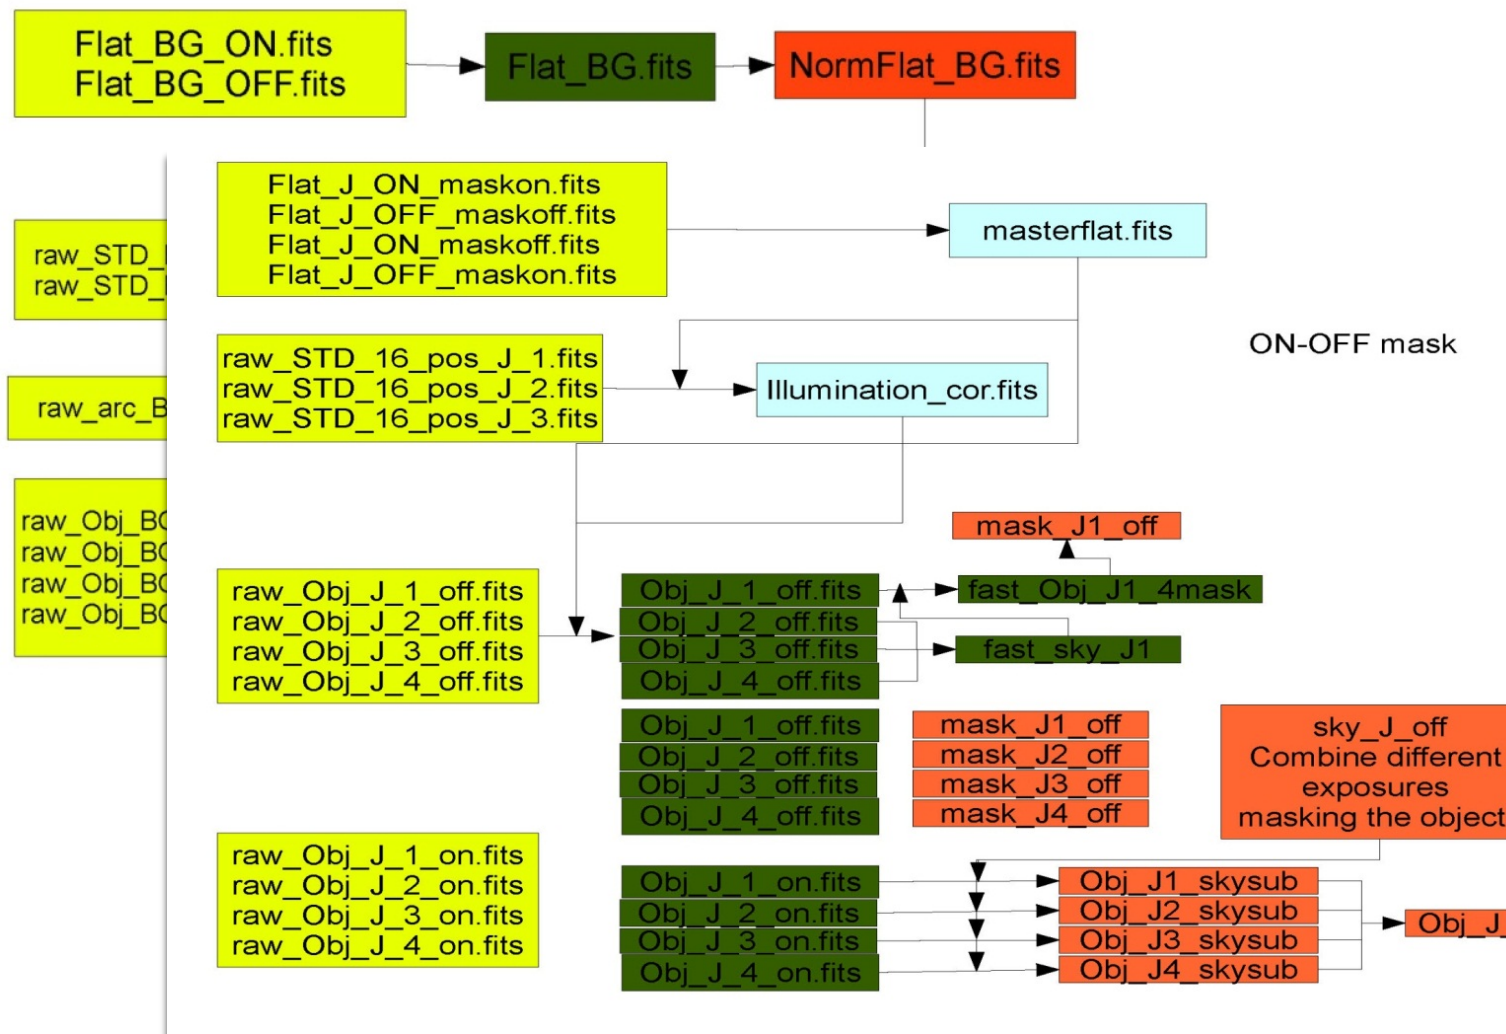 Flat_BG_ON.fits
Flat_BG_OFF.fits
Flat_BG.fits
NormFlat_BG.fits
raw_STD_
raw_STD_
raw_arc_B
raw_Obj_BG
raw_Obj_BG
raw_Obj_BG
raw_Obj_BG
Flat_J_ON_maskon.fits
Flat_J_OFF_maskoff.fits
Flat_J_ON_maskoff.fits
Flat_J_OFF_maskon.fits
masterflat.fits
ON-OFF mask
raw_STD_16_pos_J_1.fits
raw_STD_16_pos_J_2.fits
raw_STD_16_pos_J_3.fits
Illumination_cor.fits
mask_J1_off
raw_Obj_J_1_off.fits
raw_Obj_J_2_off.fits
raw_Obj_J_3_off.fits
raw_Obj_J_4_off.fits
Obj_J_1_off.fits
Obj_J_2_off.fits
Obj_J_3_off.fits
Obj_J_4_off.fits
fast_Obj_J1_4mask
fast_sky_J1
Obj_J_1_off.fits
Obj_J_2_off.fits
Obj_J_3_off.fits
Obj_J_4_off.fits
mask_J1_off
mask_J2_off
mask_J3_off
mask_J4_off
sky_J_off
Combine different
exposures
masking the object
raw_Obj_J_1_on.fits
raw_Obj_J_2_on.fits
raw_Obj_J_3_on.fits
raw_Obj_J_4_on.fits
Obj_J_1_on.fits
Obj_J_2_on.fits
Obj_J_3_on.fits
Obj_J_4_on.fits
Obj_J1_skysub
Obj_J2_skysub
Obj_J3_skysub
Obj_J4_skysub
Obj_J_